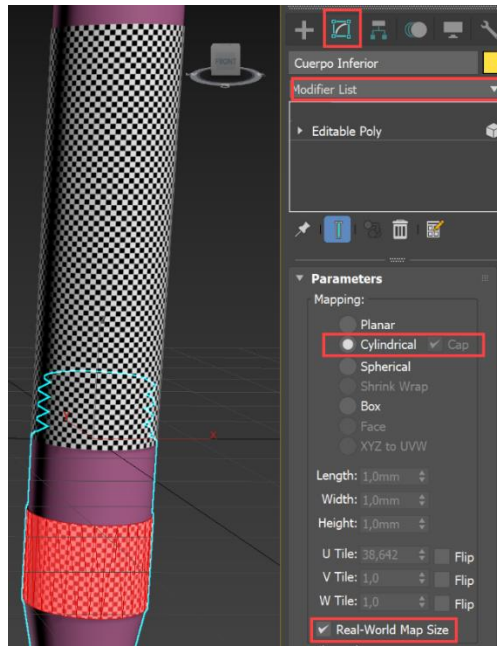 FRONT
Cuerpo Inferior
Modifier List
Editable Poly
Parameters
Mapping:
Planar
Cylindrical Cap
Spherical
Shrink Wrap
Box
Face
XYZ to UVW
Length: 1,0mm
Width: 1,0mm
Height: 1,0mm
U Tile: 38,642 Flip
V Tile: 1,0 Flip
W Tile: 1,0 Flip
Real-World Map Size
x